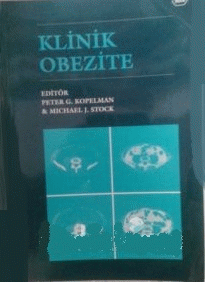 KLİNİK
OBEZİTE
EDİTÖR
PETER G. KOPELMAN
& MICHAEL J. STOCK